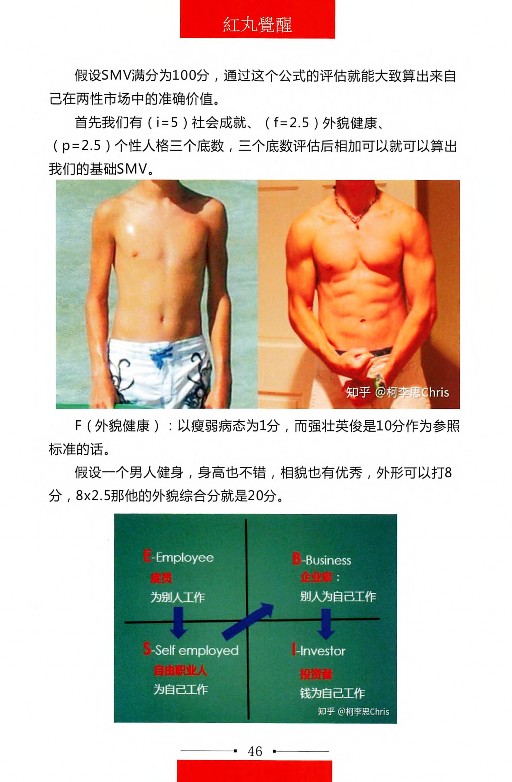 紅丸覺醒
假设SMV满分为100分，通过这个公式的评估就能大致算出来自
己在两性市场中的准确价值。
首先我们有（i=5）社会成就、（f=2.5）外貌健康、
（p=2.5）个性人格三个底数，三个底数评估后相加可以就可以算出
我们的基础SMV。
知乎 @柯李思Chris
F（外貌健康）：以瘦弱病态为1分，而强壮英俊是10分作为参照
标准的话。
假设一个男人健身，身高也不错，相貌也有优秀，外形可以打8
分，8x2.5那他的外貌综合分就是20分。
E-Employee
雇员
为别人工作
B-Business
企业家：
别人为自己工作
S-Self employed
自由职业人
为自己工作
I-Investor
投资者
钱为自己工作
知乎 @柯李思Chris
46